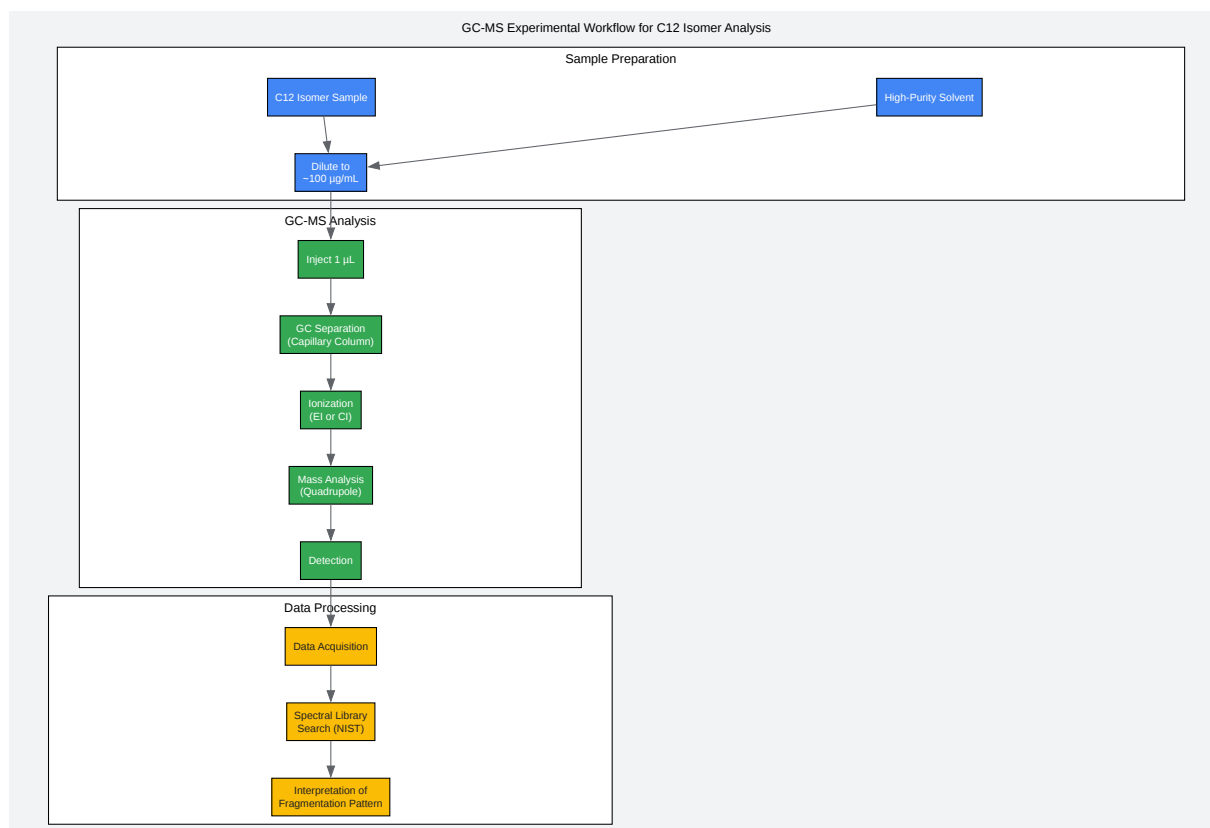 GC-MS Experimental Workflow for C12 Isomer Analysis
Sample Preparation
C12 Isomer Sample
High-Purity Solvent
Dilute to
~100 µg/mL
GC-MS Analysis
Inject 1 µL
GC Separation
(Capillary Column)
Ionization
(EI or CI)
Mass Analysis
(Quadrupole)
Detection
Data Processing
Data Acquisition
Spectral Library
Search (NIST)
Interpretation of
Fragmentation Pattern